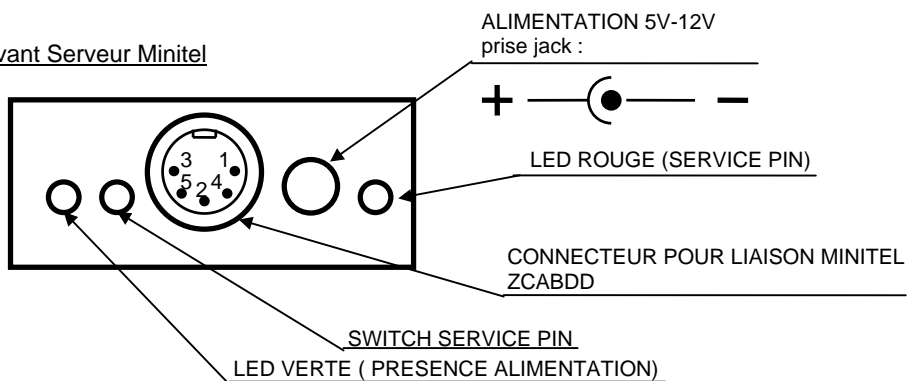 ALIMENTATION 5V-12V
prise jack :
vant Serveur Minitel
+ −
3 1
5 2 4
LED ROUGE (SERVICE PIN)
CONNECTEUR POUR LIAISON MINITEL
ZCABDD
SWITCH SERVICE PIN
LED VERTE ( PRESENCE ALIMENTATION)